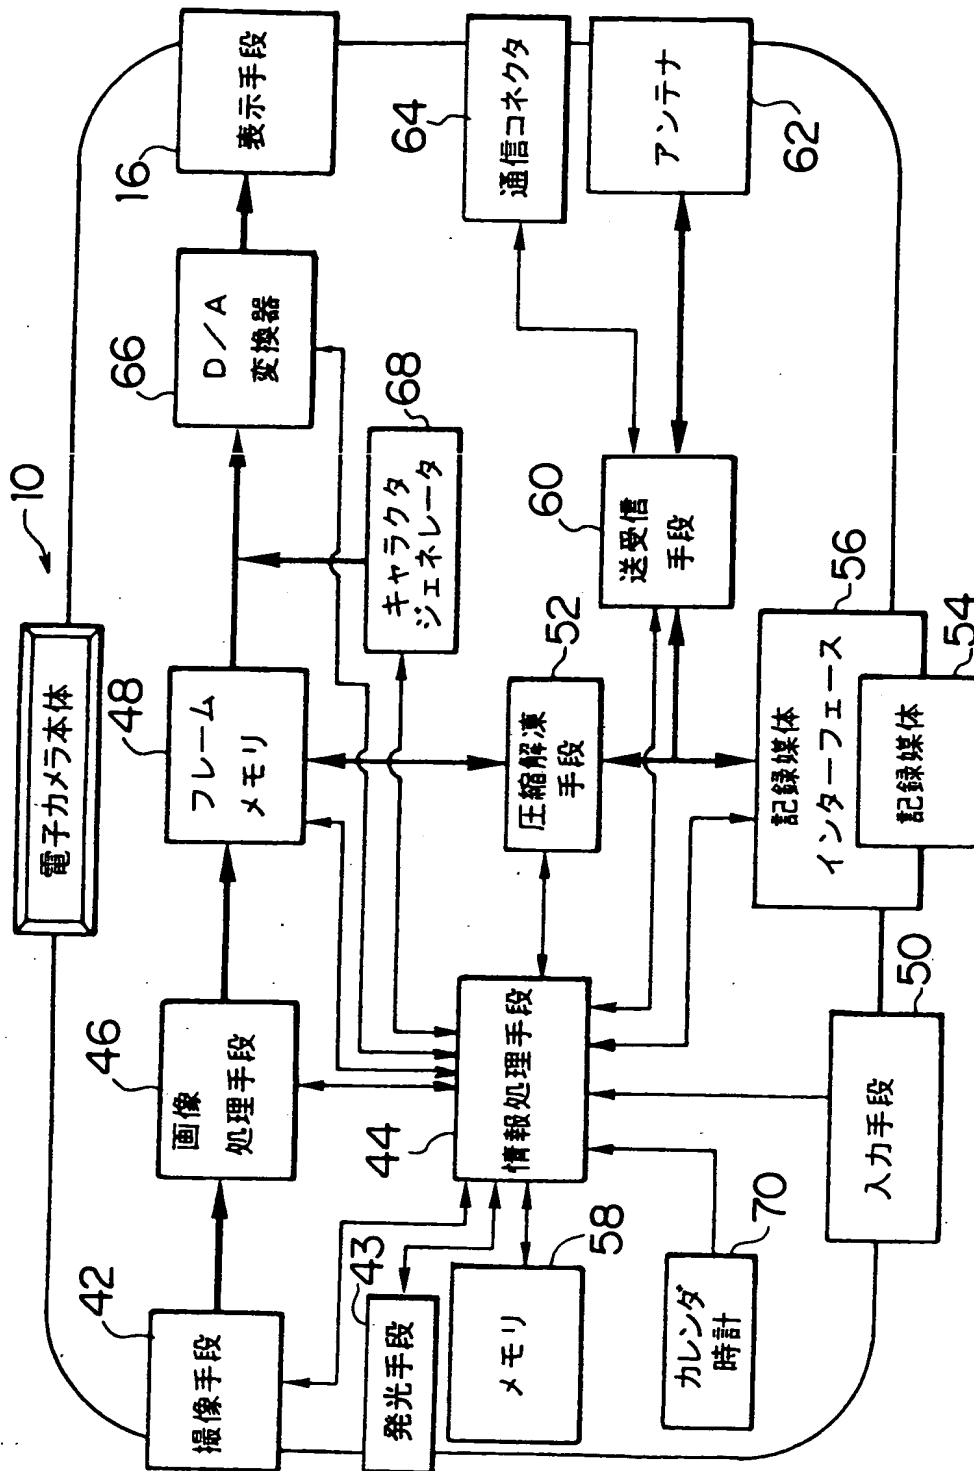 10
電子カメラ本体
42
撮像手段
46
画像
処理手段
48
フレーム
メモリ
66
D/A
変換器
16
表示手段
43
発光手段
44
情報処理手段
68
キャラクタ
ジェネレータ
52
圧縮解凍
手段
60
送受信
手段
64
通信コネクタ
62
アンテナ
58
メモリ
70
カレンダ
時計
50
入力手段
56
記録媒体
インターフェース
54
記録媒体